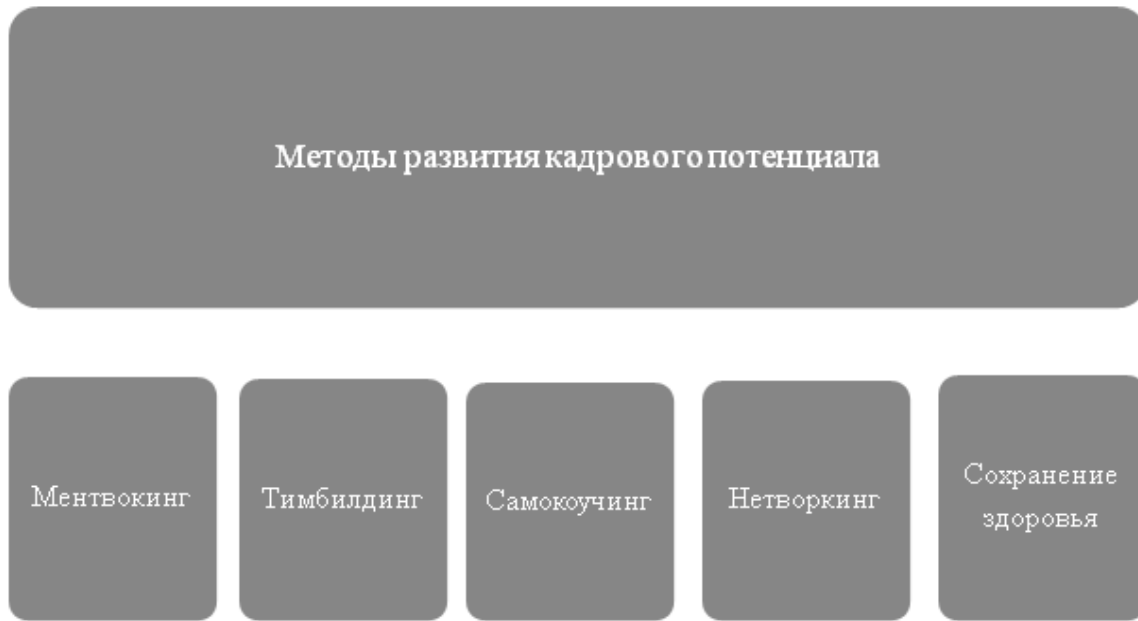 Методы развития кадрового потенциала
Ментвокинг
Тимбилдинг
Самокоучинг
Нетворкинг
Сохранение
здоровья